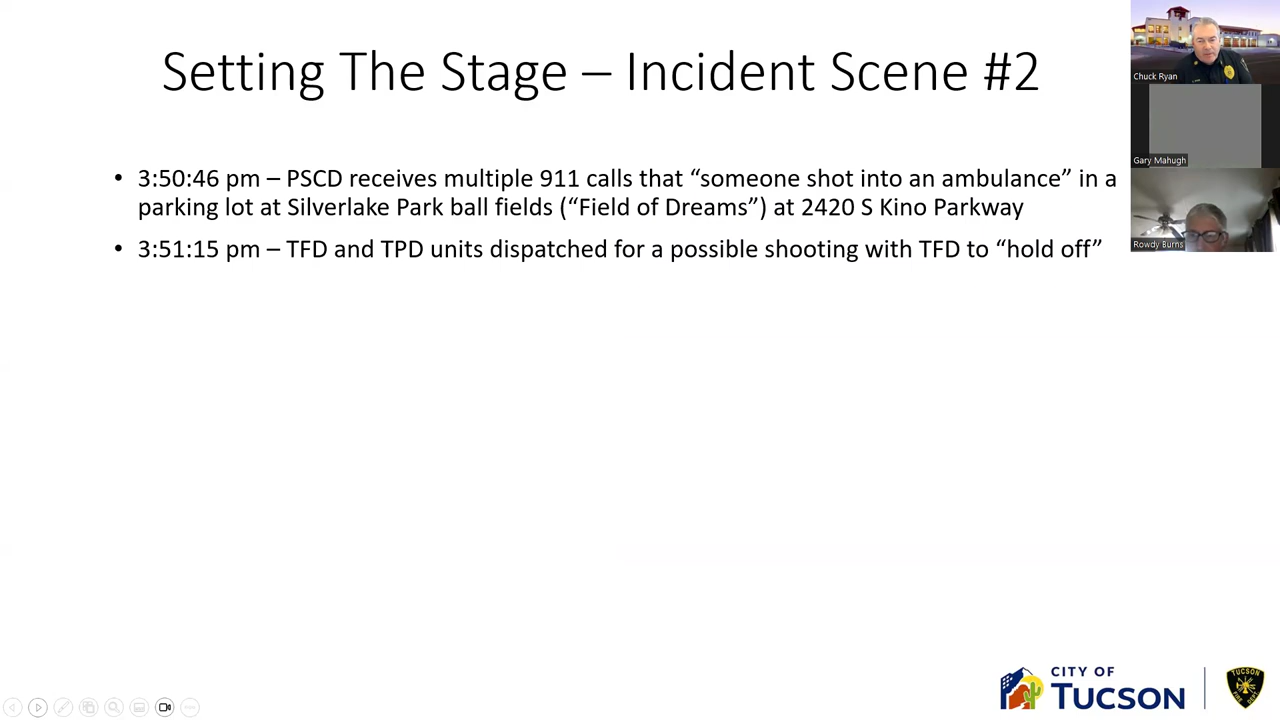 Setting The Stage – Incident Scene #2
• 3:50:46 pm – PSCD receives multiple 911 calls that “someone shot into an ambulance” in a
parking lot at Silverlake Park ball fields (“Field of Dreams”) at 2420 S Kino Parkway
• 3:51:15 pm – TFD and TPD units dispatched for a possible shooting with TFD to “hold off”
Chuck Ryan
Gary Mahugh
Rowdy Burns
CITY OF
TUCSON
TUCSON
FIRE